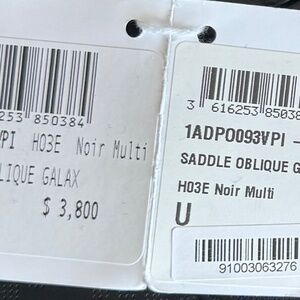 253 850384
VPI H03E Noir Multi
LIQUE GALAX
$ 3,800
3 616253 85038
1ADPO093VPI -
SADDLE OBLIQUE G
H03E Noir Multi
U
91003063276